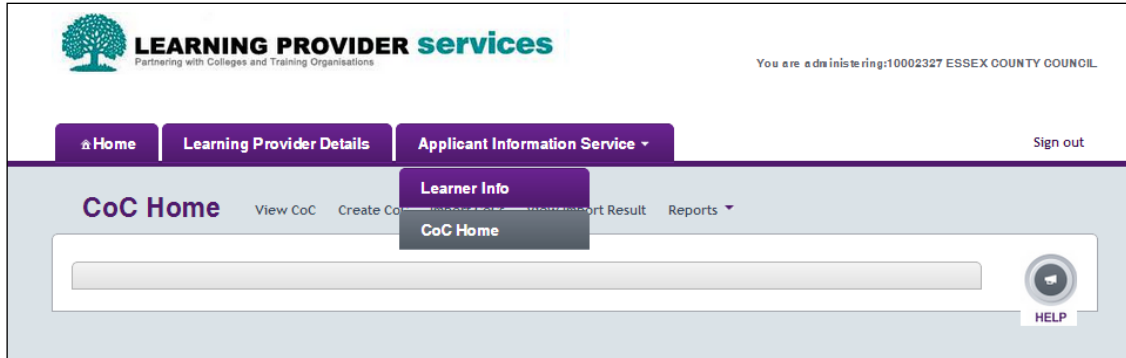 LEARNING PROVIDER services
Partnering with Colleges and Training Organisations
You are administering:10002327 ESSEX COUNTY COUNCIL
Home Learning Provider Details Applicant Information Service Sign out
Learner Info
CoC Home View CoC Create Import Result Reports
CoC Home
HELP